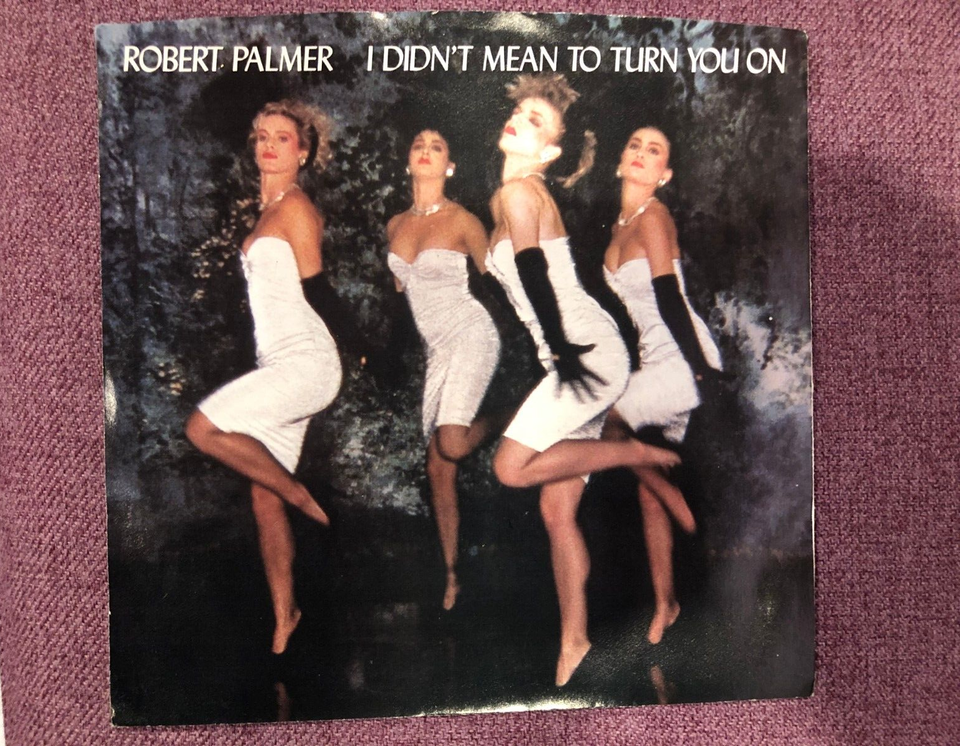 ROBERT PALMER I DIDN'T MEAN TO TURN YOU ON